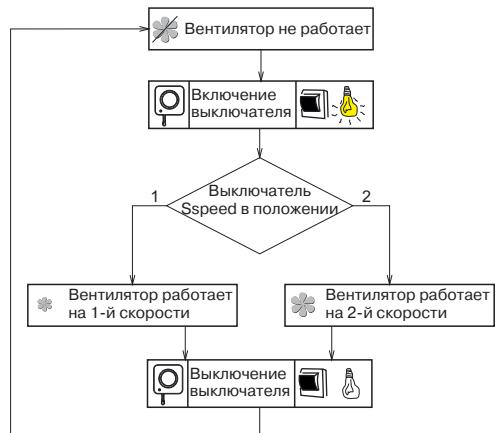 Вентилятор не работает
Включение
выключателя
Выключатель
Sspeed в положении
1
2
Вентилятор работает
на 1-й скорости
Вентилятор работает
на 2-й скорости
Выключение
выключателя